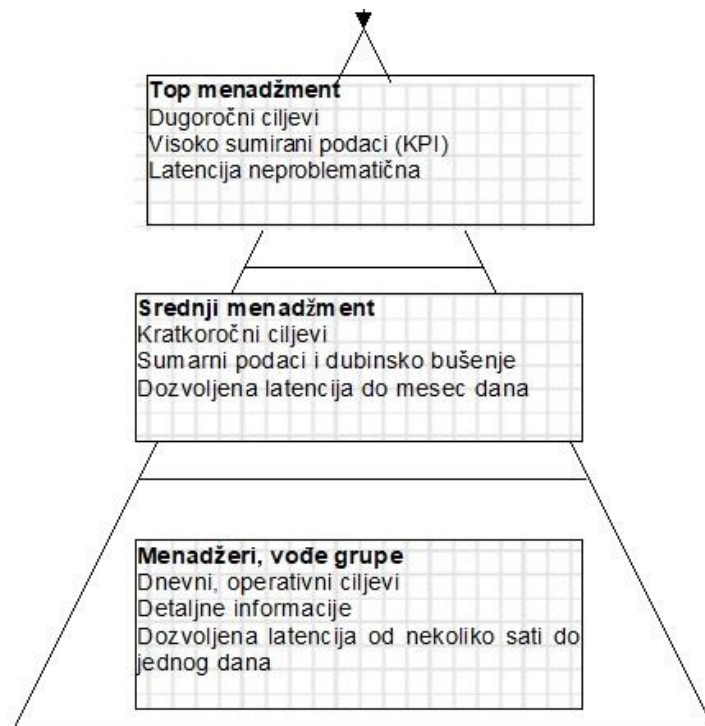 Top menadžment
Dugoročni ciljevi
Visoko sumirani podaci (KPI)
Latencija neproblematična
Srednji menadžment
Kratkoročni ciljevi
Sumarni podaci i dubinsko bušenje
Dozvoljena latencija do mesec dana
Menadžeri, vođe grupe
Dnevni, operativni ciljevi
Detaljne informacije
Dozvoljena latencija od nekoliko sati do
jednog dana